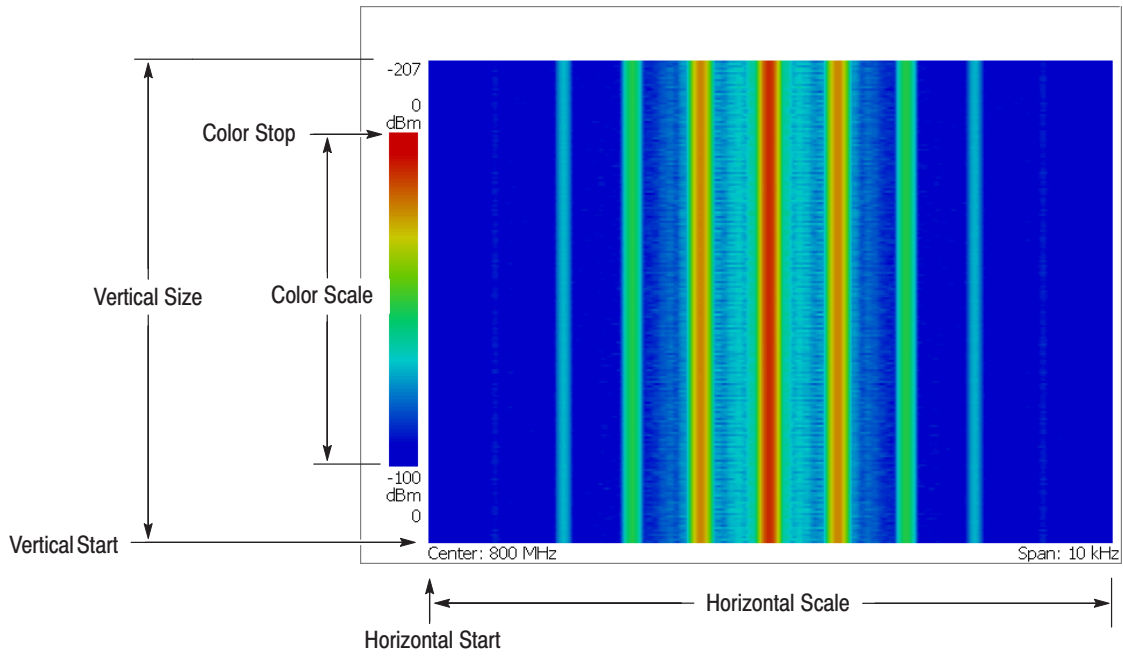 -207
0
dBm
Color Stop
Vertical Size
Color Scale
-100
dBm
0
Vertical Start
Center: 800 MHz
Span: 10 kHz
Horizontal Scale
Horizontal Start